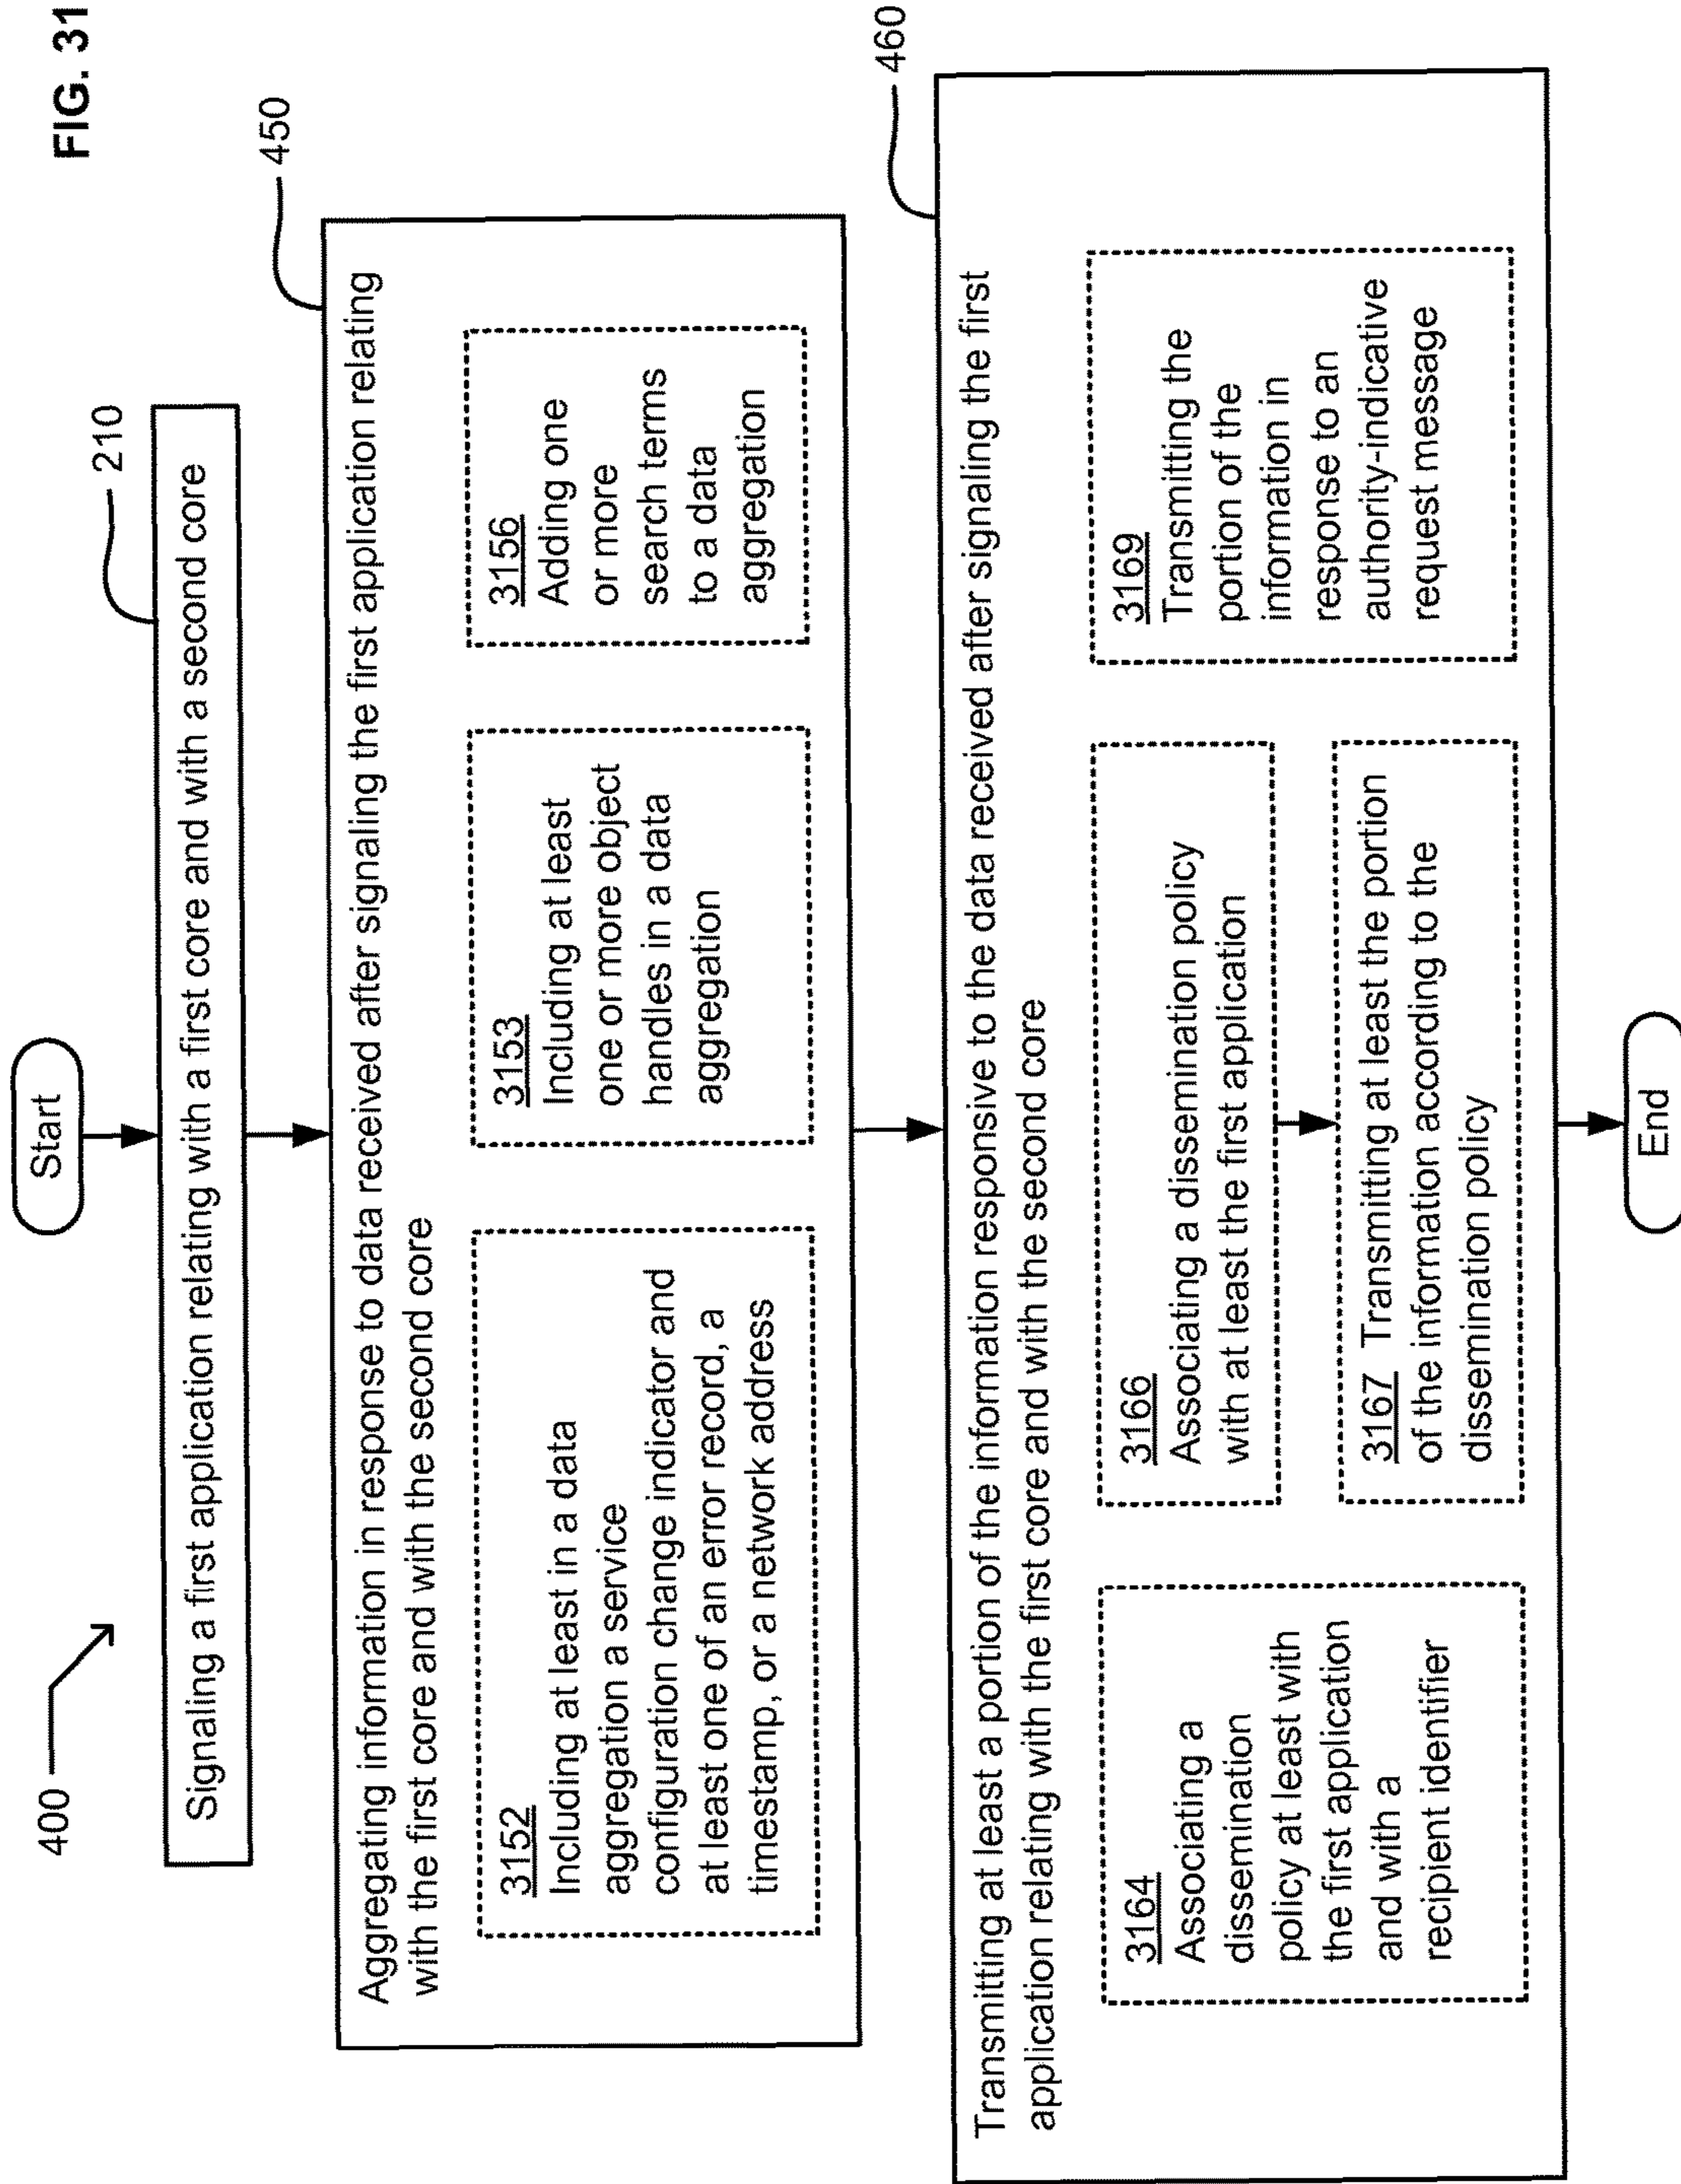 FIG. 31
400
Start
210
Signaling a first application relating with a first core and with a second core
450
Aggregating information in response to data received after signaling the first application relating
with the first core and with the second core
3152
Including at least in a data
aggregation a service
configuration change indicator and
at least one of an error record, a
timestamp, or a network address
3153
Including at least
one or more object
handles in a data
aggregation
3156
Adding one
or more
search terms
to a data
aggregation
460
Transmitting at least a portion of the information responsive to the data received after signaling the first
application relating with the first core and with the second core
3164
Associating a
dissemination
policy at least with
the first application
and with a
recipient identifier
3166
Associating a dissemination policy
with at least the first application
3167 Transmitting at least the portion
of the information according to the
dissemination policy
3169
Transmitting the
portion of the
information in
response to an
authority-indicative
request message
End